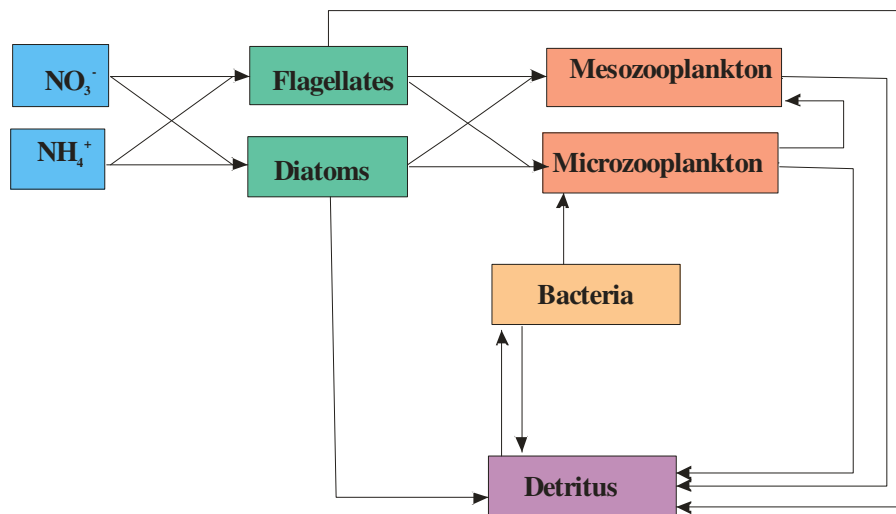 NO₃⁻
Flagellates
Mesozooplankton
NH₄⁺
Diatoms
Microzooplankton
Bacteria
Detritus